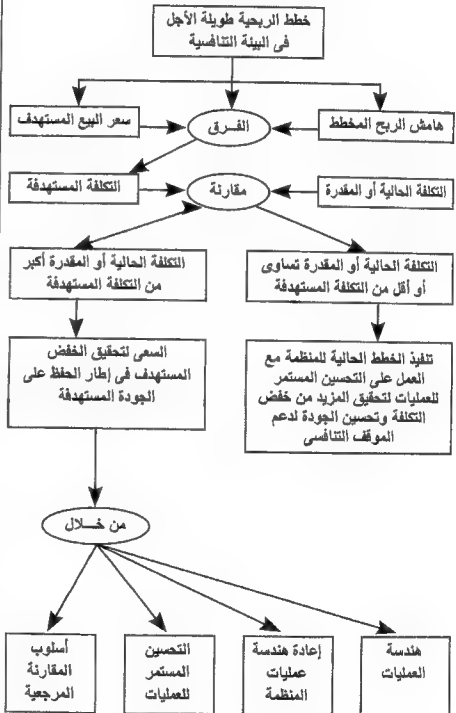 خطط الربحية طويلة الأجل
فى البيئة التنافسية
هامش الربح المخطط
الفـــرق
سعر البيع المستهدف
التكلفة الحالية أو المقدرة
مقارنة
التكلفة المستهدفة
التكلفة الحالية أو المقدرة تساوى
أو أقل من التكلفة المستهدفة
التكلفة الحالية أو المقدرة أكبر
من التكلفة المستهدفة
تنفيذ الخطط الحالية للمنظمة مع
العمل على التحسين المستمر
للعمليات لتحقيق المزيد من خفض
التكلفة وتحسين الجودة لدعم
الموقف التنافسى
السعى لتحقيق الخفض
المستهدف فى إطار الحفظ على
الجودة المستهدفة
من خـــلال
هندسة
العمليات
إعادة هندسة
عمليات
المنظمة
التحسين
المستمر
للعمليات
أسلوب
المقارنة
المرجعية